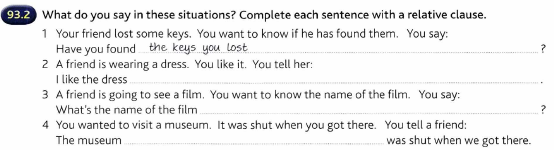 93.2 What do you say in these situations? Complete each sentence with a relative clause.
1 Your friend lost some keys. You want to know if he has found them. You say:
Have you found the keys you lost ?
2 A friend is wearing a dress. You like it. You tell her:
I like the dress .
3 A friend is going to see a film. You want to know the name of the film. You say:
What's the name of the film ?
4 You wanted to visit a museum. It was shut when you got there. You tell a friend:
The museum was shut when we got there.